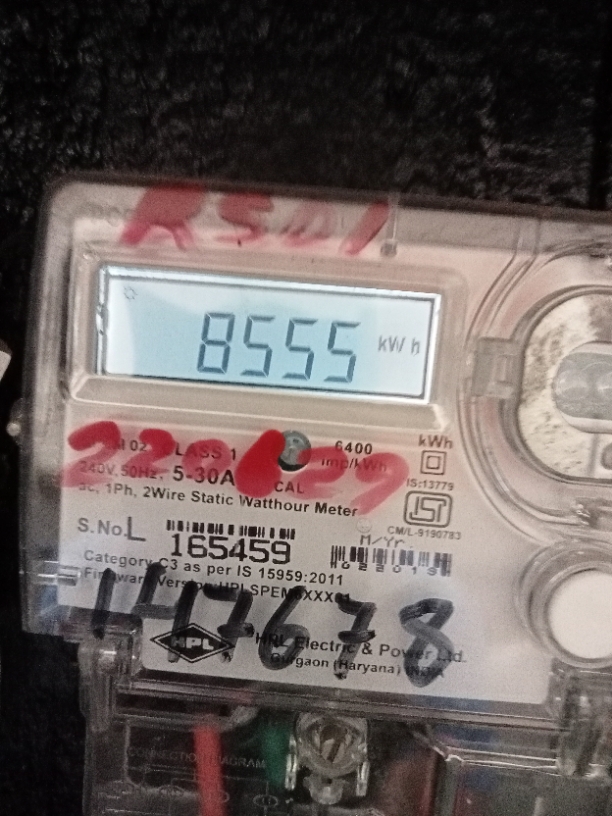 RSD1
8555 kWh
CLASS 1
6400 imp/kWh
kWh
240V, 50Hz, 5-30A
CAL
IS:13779
1Ph, 2Wire Static Watthour Meter
CM/L-9190783
S.No. L 165459
M/Yr.
Category C3 as per IS 15959:2011
147678
HPL
HPL Electric & Power Ltd.
Gurgaon (Haryana) INDIA
CONNECTION DIAGRAM